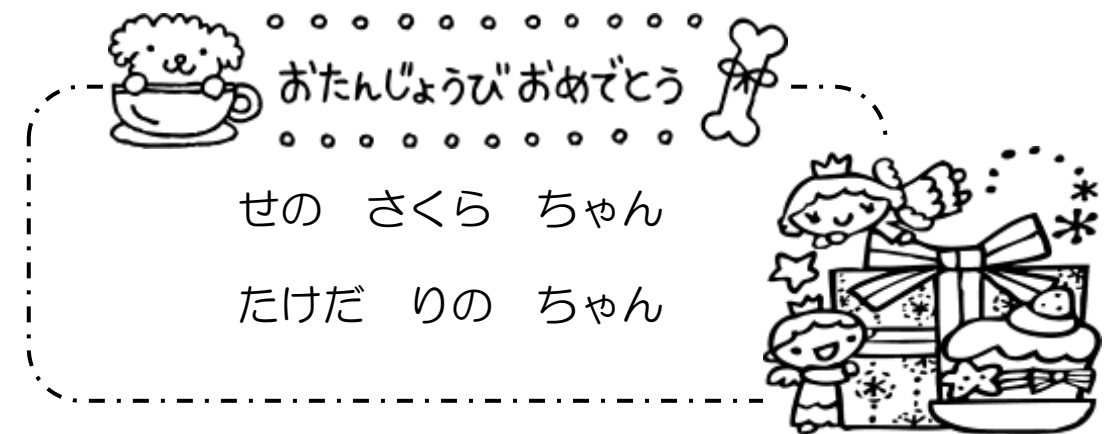 おたんじょうびおめでとう
せの　さくら　ちゃん
たけだ　りの　ちゃん